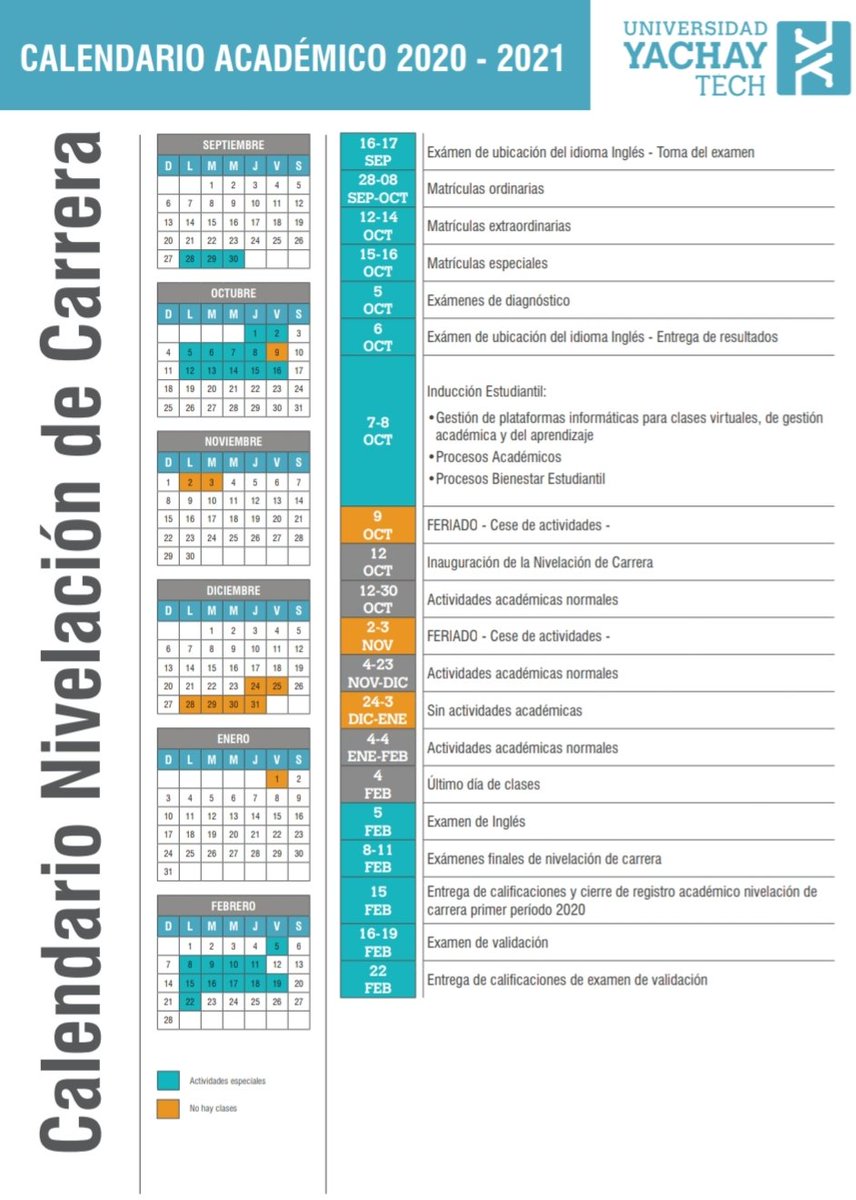 CALENDARIO ACADÉMICO 2020 - 2021
UNIVERSIDAD
YACHAY
TECH
Calendario Nivelación de Carrera
SEPTIEMBRE
D L M M J V S
1 2 3 4 5
6 7 8 9 10 11 12
13 14 15 16 17 18 19
20 21 22 23 24 25 26
27 28 29 30
OCTUBRE
D L M M J V S
1 2 3
4 5 6 7 8 9 10
11 12 13 14 15 16 17
18 19 20 21 22 23 24
25 26 27 28 29 30 31
NOVIEMBRE
D L M M J V S
1 2 3 4 5 6 7
8 9 10 11 12 13 14
15 16 17 18 19 20 21
22 23 24 25 26 27 28
29 30
DICIEMBRE
D L M M J V S
1 2 3 4 5
6 7 8 9 10 11 12
13 14 15 16 17 18 19
20 21 22 23 24 25 26
27 28 29 30 31
ENERO
D L M M J V S
1 2
3 4 5 6 7 8 9
10 11 12 13 14 15 16
17 18 19 20 21 22 23
24 25 26 27 28 29 30
31
FEBRERO
D L M M J V S
1 2 3 4 5 6
7 8 9 10 11 12 13
14 15 16 17 18 19 20
21 22 23 24 25 26 27
28
Actividades especiales
No hay clases
16-17
SEP
Exámen de ubicación del idioma Inglés - Toma del examen
28-08
SEP-OCT
Matrículas ordinarias
12-14
OCT
Matrículas extraordinarias
15-16
OCT
Matrículas especiales
5
OCT
Exámenes de diagnóstico
6
OCT
Exámen de ubicación del idioma Inglés - Entrega de resultados
7-8
OCT
Inducción Estudiantil:
•Gestión de plataformas informáticas para clases virtuales, de gestión
académica y del aprendizaje
•Procesos Académicos
•Procesos Bienestar Estudiantil
9
OCT
FERIADO - Cese de actividades -
12
OCT
Inauguración de la Nivelación de Carrera
12-30
OCT
Actividades académicas normales
2-3
NOV
FERIADO - Cese de actividades -
4-23
NOV-DIC
Actividades académicas normales
24-3
DIC-ENE
Sin actividades académicas
4-4
ENE-FEB
Actividades académicas normales
4
FEB
Último día de clases
5
FEB
Examen de Inglés
8-11
FEB
Exámenes finales de nivelación de carrera
15
FEB
Entrega de calificaciones y cierre de registro académico nivelación de
carrera primer período 2020
16-19
FEB
Examen de validación
22
FEB
Entrega de calificaciones de examen de validación